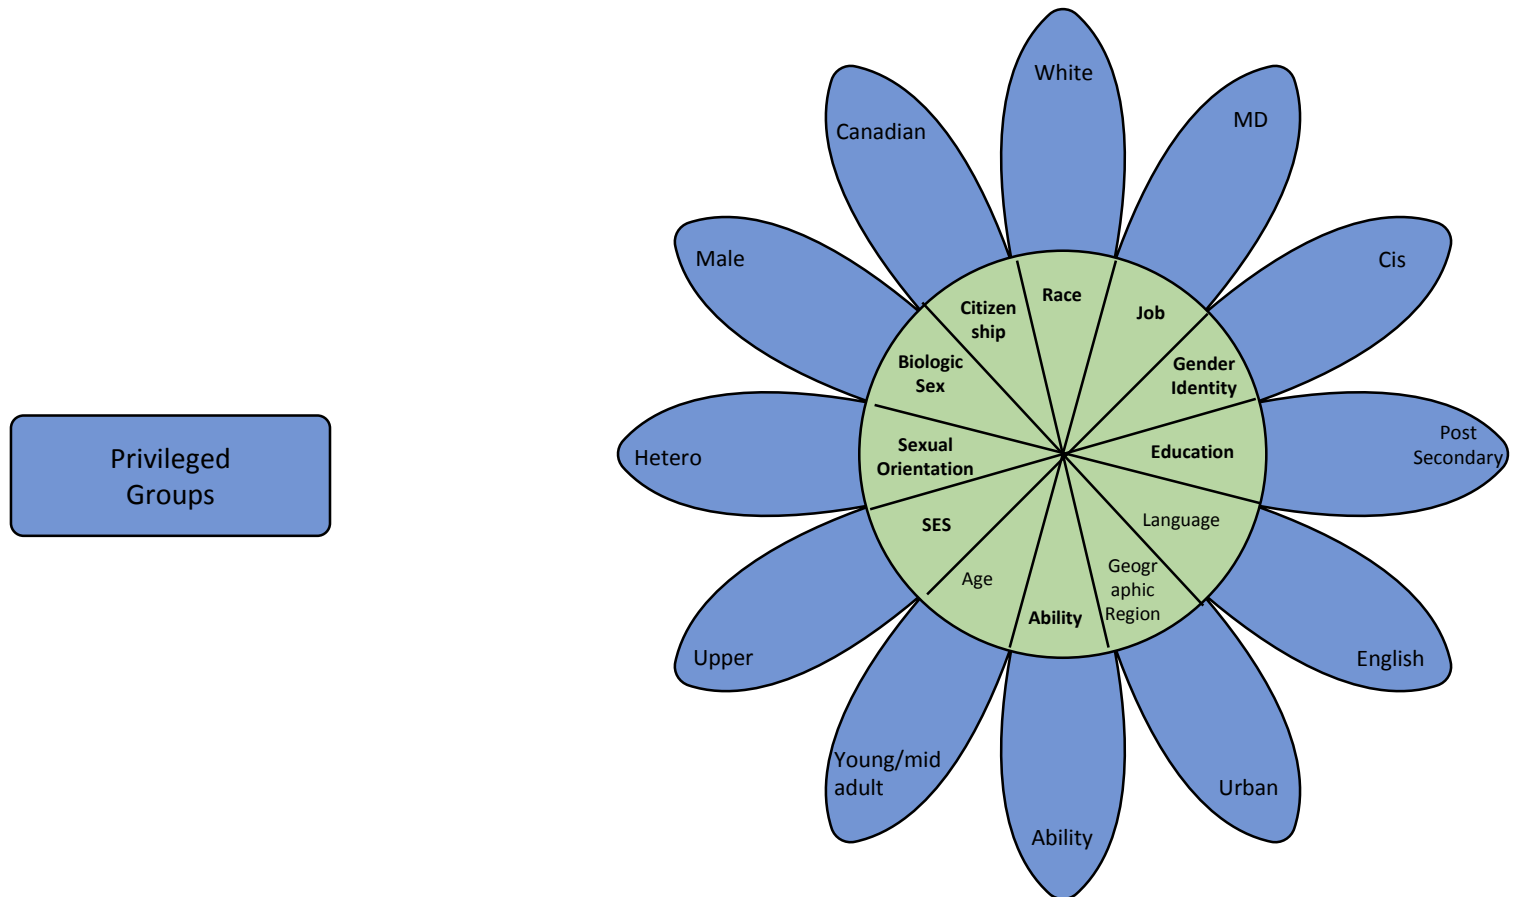 White
MD
Canadian
Male
Cis
Race
Citizen
ship
Job
Biologic
Sex
Gender
Identity
Privileged
Groups
Hetero
Sexual
Orientation
Education
Post
Secondary
SES
Language
Age
Geogr
aphic
Region
Ability
Upper
English
Young/mid
adult
Urban
Ability